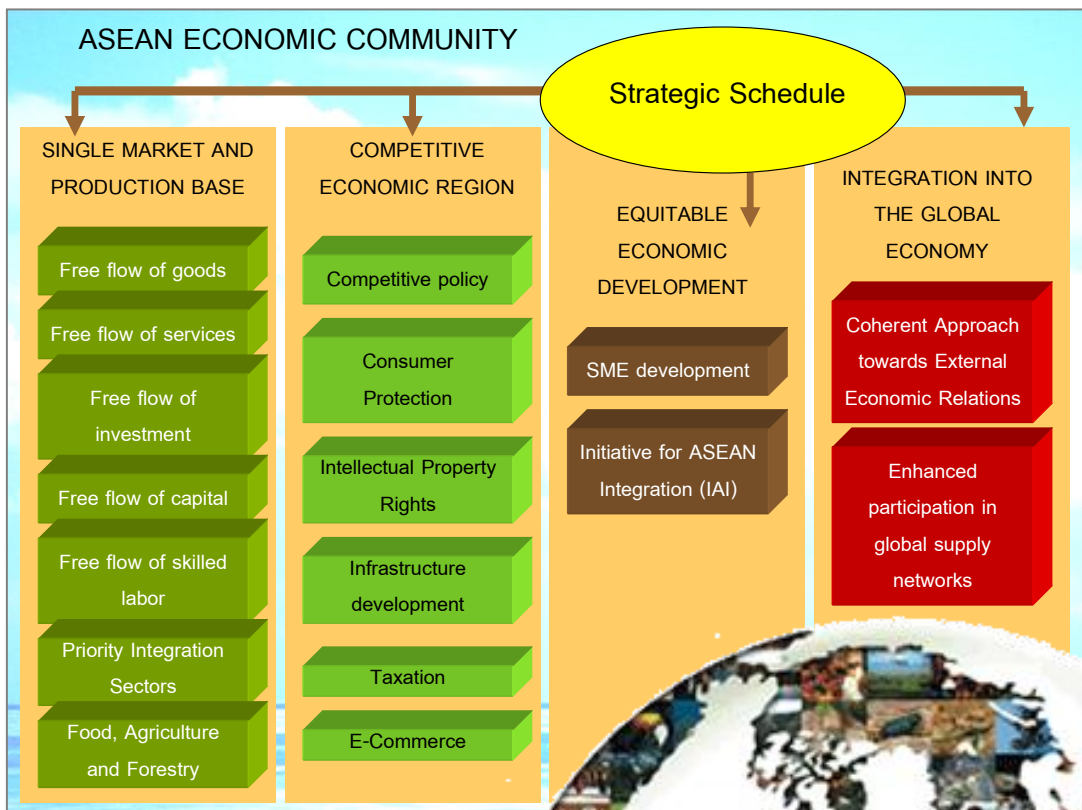 ASEAN ECONOMIC COMMUNITY
Strategic Schedule
SINGLE MARKET AND
PRODUCTION BASE
Free flow of goods
Free flow of services
Free flow of
investment
Free flow of capital
Free flow of skilled
labor
Priority Integration
Sectors
Food, Agriculture
and Forestry
COMPETITIVE
ECONOMIC REGION
Competitive policy
Consumer
Protection
Intellectual Property
Rights
Infrastructure
development
Taxation
E-Commerce
EQUITABLE
ECONOMIC
DEVELOPMENT
SME development
Initiative for ASEAN
Integration (IAI)
INTEGRATION INTO
THE GLOBAL
ECONOMY
Coherent Approach
towards External
Economic Relations
Enhanced
participation in
global supply
networks